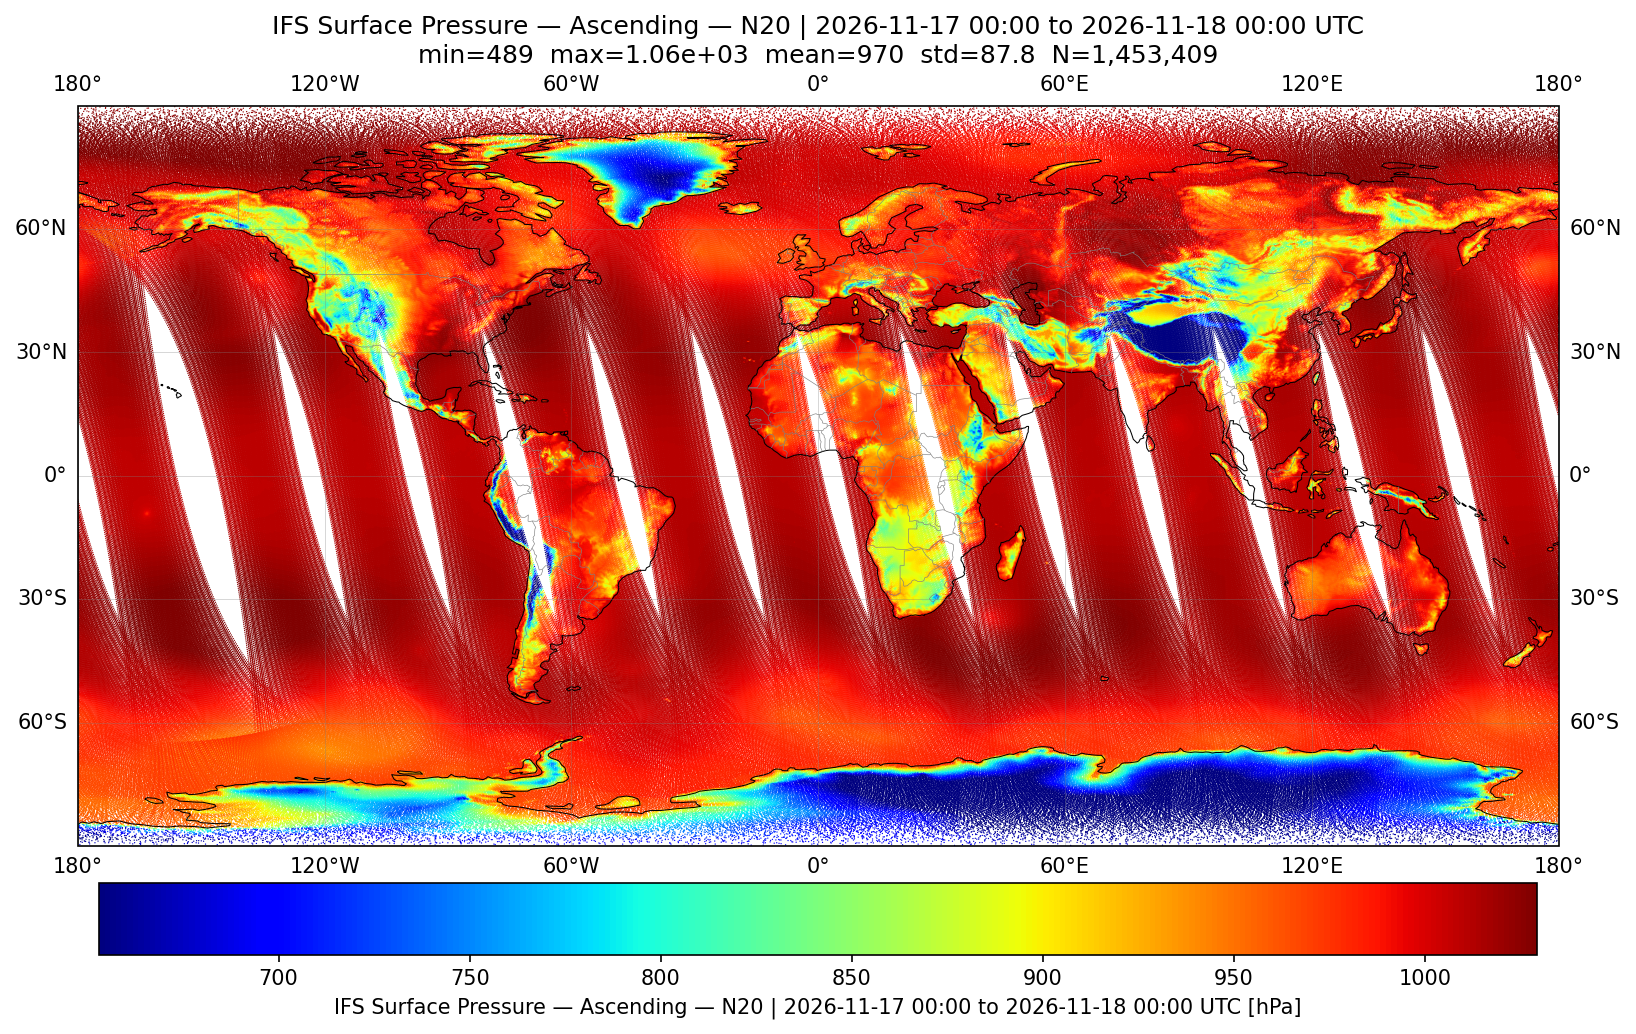 IFS Surface Pressure — Ascending — N20 | 2026-11-17 00:00 to 2026-11-18 00:00 UTC
min=489  max=1.06e+03  mean=970  std=87.8  N=1,453,409
180° 120°W 60°W 0° 60°E 120°E 180°
60°N 60°N
30°N 30°N
0° 0°
30°S 30°S
60°S 60°S
180° 120°W 60°W 0° 60°E 120°E 180°
700 750 800 850 900 950 1000
IFS Surface Pressure — Ascending — N20 | 2026-11-17 00:00 to 2026-11-18 00:00 UTC [hPa]